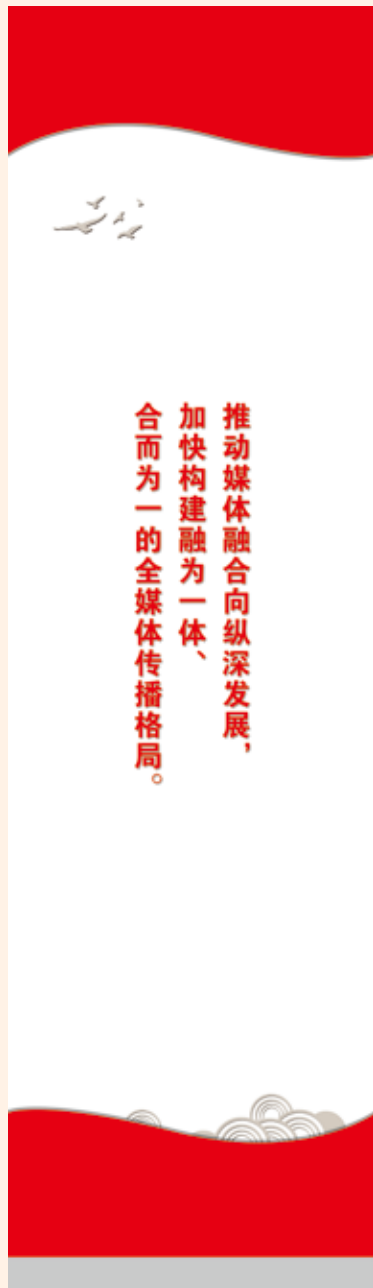 推动媒体融合向纵深发展，
加快构建融为一体、
合而为一的全媒体传播格局。